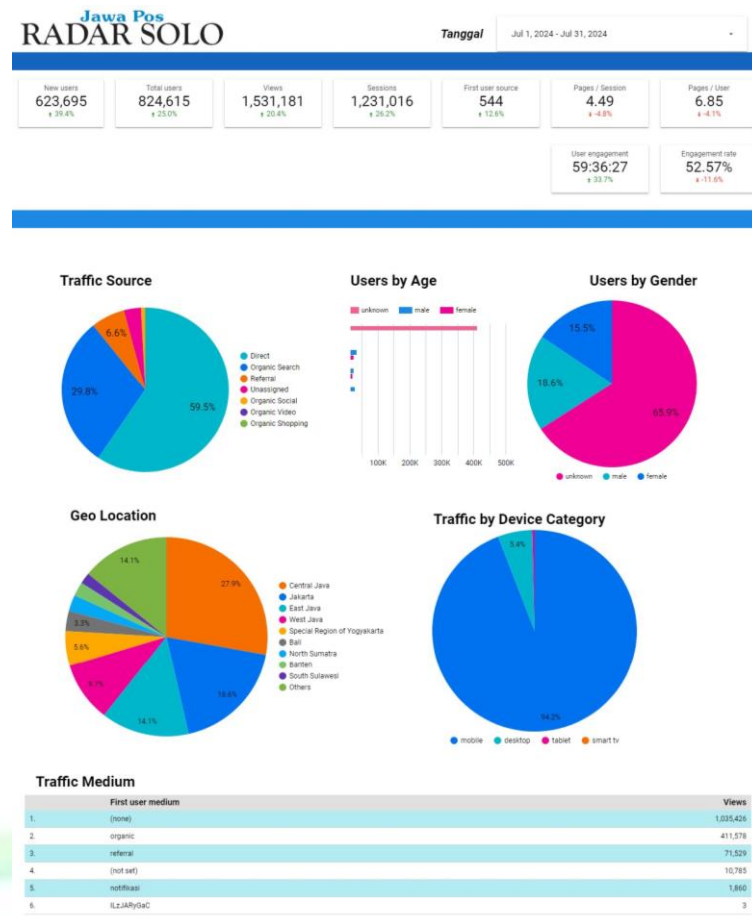 Jawa Pos
RADAR SOLO
Tanggal
Jul 1, 2024 - Jul 31, 2024
New users
623,695
39.4%
Total users
824,615
25.0%
Views
1,531,181
20.4%
Sessions
1,231,016
26.2%
First user source
544
12.6%
Pages / Session
4.49
-4.8%
Pages / User
6.85
-4.1%
User engagement
59:36:27
33.7%
Engagement rate
52.57%
-11.6%
Traffic Source
6.6%
29.8%
59.5%
Direct
Organic Search
Referral
Unassigned
Organic Social
Organic Video
Organic Shopping
Users by Age
unknown male female
100K 200K 300K 400K 500K
Users by Gender
15.5%
18.6%
65.9%
unknown male female
Geo Location
14.1%
27.9%
3.3%
5.6%
9.7%
18.6%
14.1%
Central Java
Jakarta
East Java
West Java
Special Region of Yogyakarta
Bali
North Sumatra
Banten
South Sulawesi
Others
Traffic by Device Category
5.4%
94.2%
mobile desktop tablet smart tv
Traffic Medium
First user medium Views
1. (none) 1,035,426
2. organic 411,578
3. referral 71,529
4. (not set) 10,785
5. notifikasi 1,860
6. 3